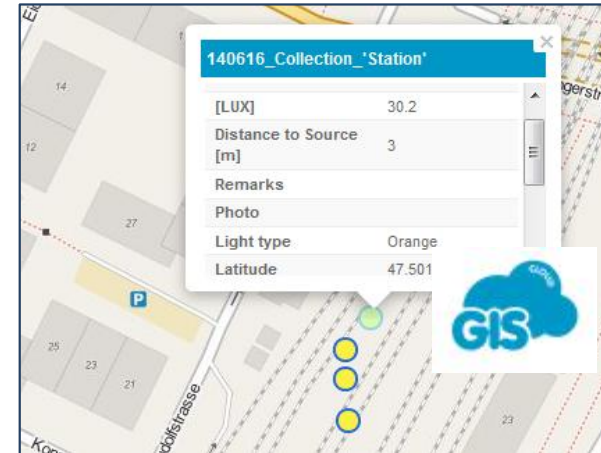 140616_Collection_'Station'
[LUX] 30.2
Distance to Source
[m] 3
Remarks
Photo
Light type Orange
Latitude 47.501
14
12
27
P
25
23
21
23
CLOUD
GIS